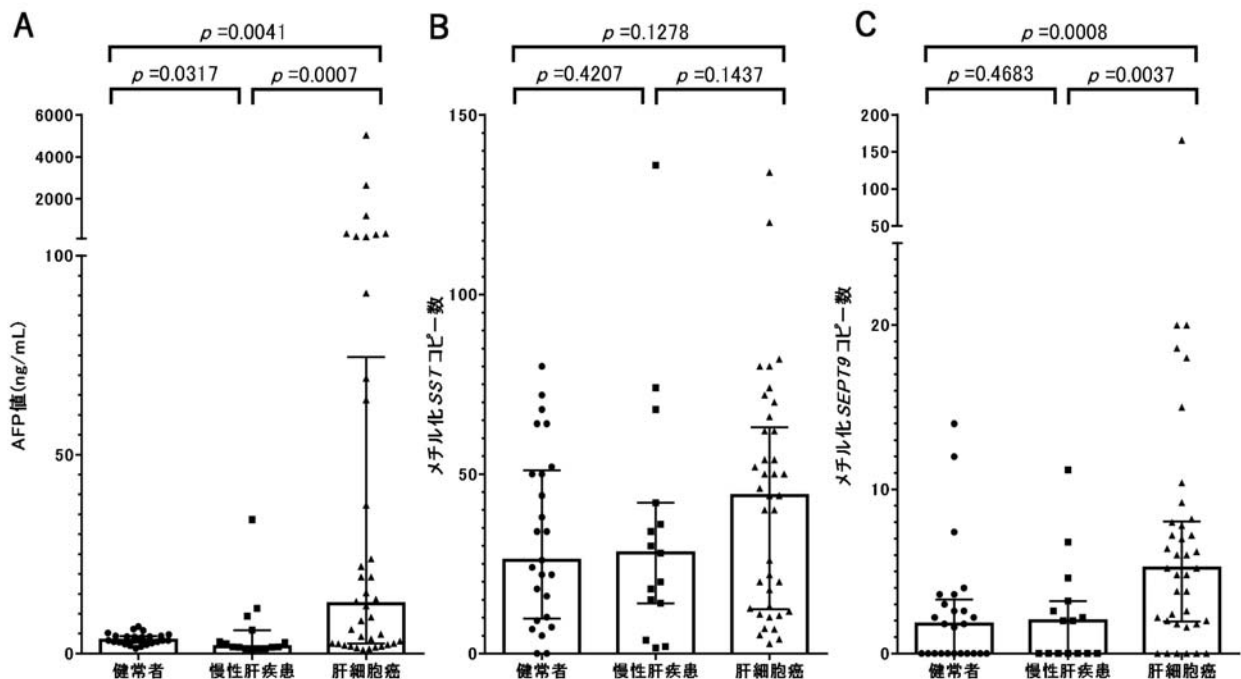 A
p =0.0041
p =0.0317
p =0.0007
AFP値(ng/mL)
6000
4000
2000
100
50
0
健常者
慢性肝疾患
肝細胞癌
B
p =0.1278
p =0.4207
p =0.1437
メチル化SSTコピー数
150
100
50
0
健常者
慢性肝疾患
肝細胞癌
C
p =0.0008
p =0.4683
p =0.0037
メチル化SEPT9コピー数
200
150
100
50
20
10
0
健常者
慢性肝疾患
肝細胞癌